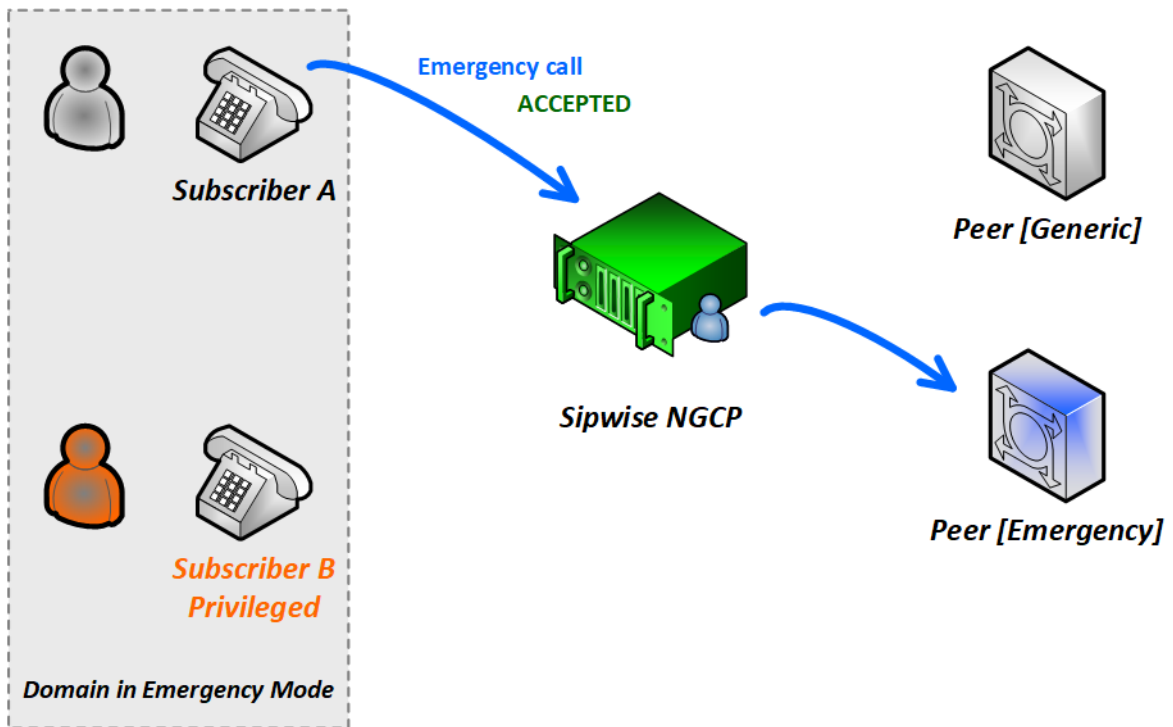 Emergency call
ACCEPTED
Subscriber A
Peer [Generic]
Sipwise NGCP
Peer [Emergency]
Subscriber B
Privileged
Domain in Emergency Mode